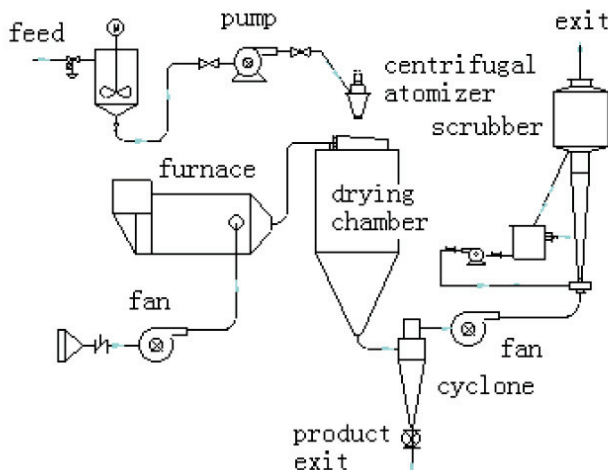 pump
exit
feed
centrifugal
atomizer
scrubber
furnace
drying
chamber
fan
fan
cyclone
product
exit